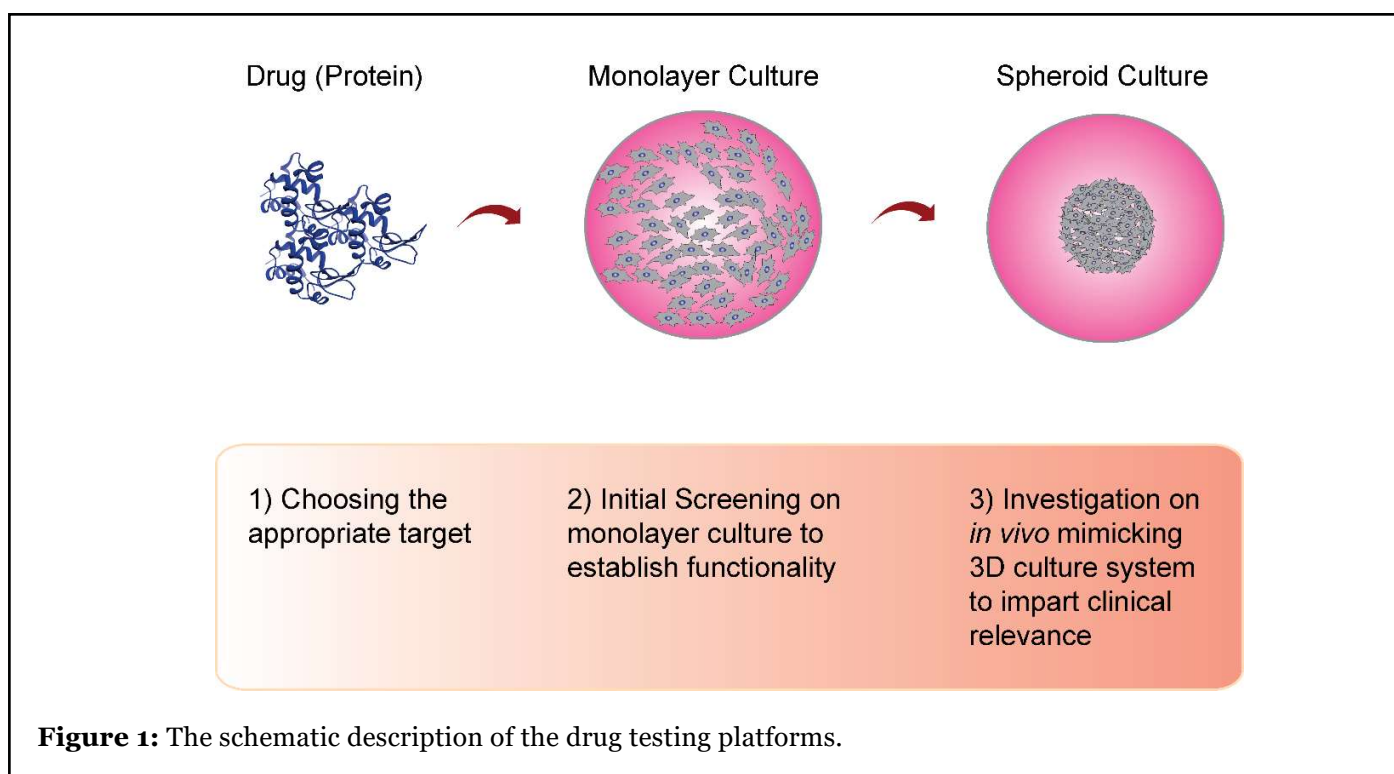 Drug (Protein)
Monolayer Culture
Spheroid Culture
1) Choosing the
appropriate target
2) Initial Screening on
monolayer culture to
establish functionality
3) Investigation on
in vivo mimicking
3D culture system
to impart clinical
relevance
Figure 1: The schematic description of the drug testing platforms.